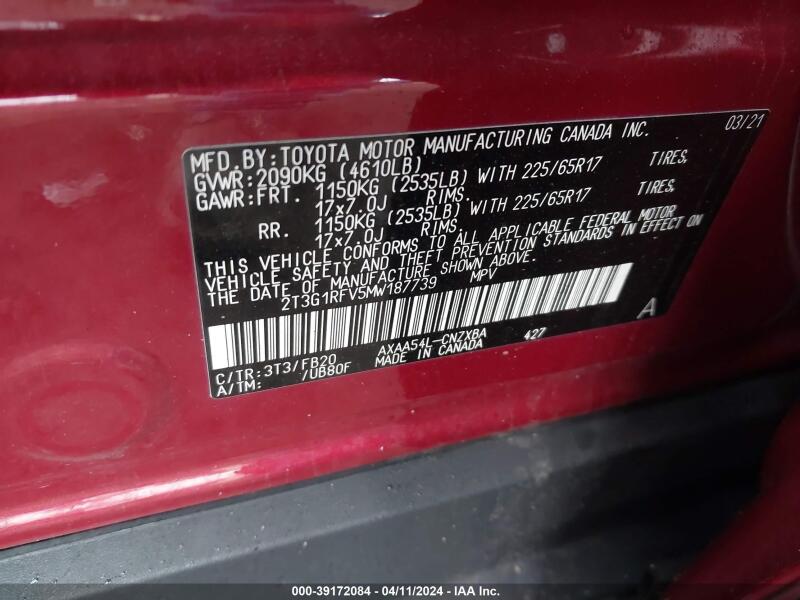 03/21
MFD.BY:TOYOTA MOTOR MANUFACTURING CANADA INC.
GVWR:2090KG (4610LB)
GAWR:FRT. 1150KG (2535LB) WITH 225/65R17 TIRES,
17x7.0J RIMS.
RR. 1150KG (2535LB) WITH 225/65R17 TIRES,
17x7.0J RIMS.
THIS VEHICLE CONFORMS TO ALL APPLICABLE FEDERAL MOTOR
VEHICLE SAFETY AND THEFT PREVENTION STANDARDS IN EFFECT ON
THE DATE OF MANUFACTURE SHOWN ABOVE.
2T3G1RFV5MW187739 MPV
A
C/TR:3T3/FB20 AXAA54L-CNZXBA 427
A/TM: /UB80F MADE IN CANADA
000-39172084 - 04/11/2024 - IAA Inc.